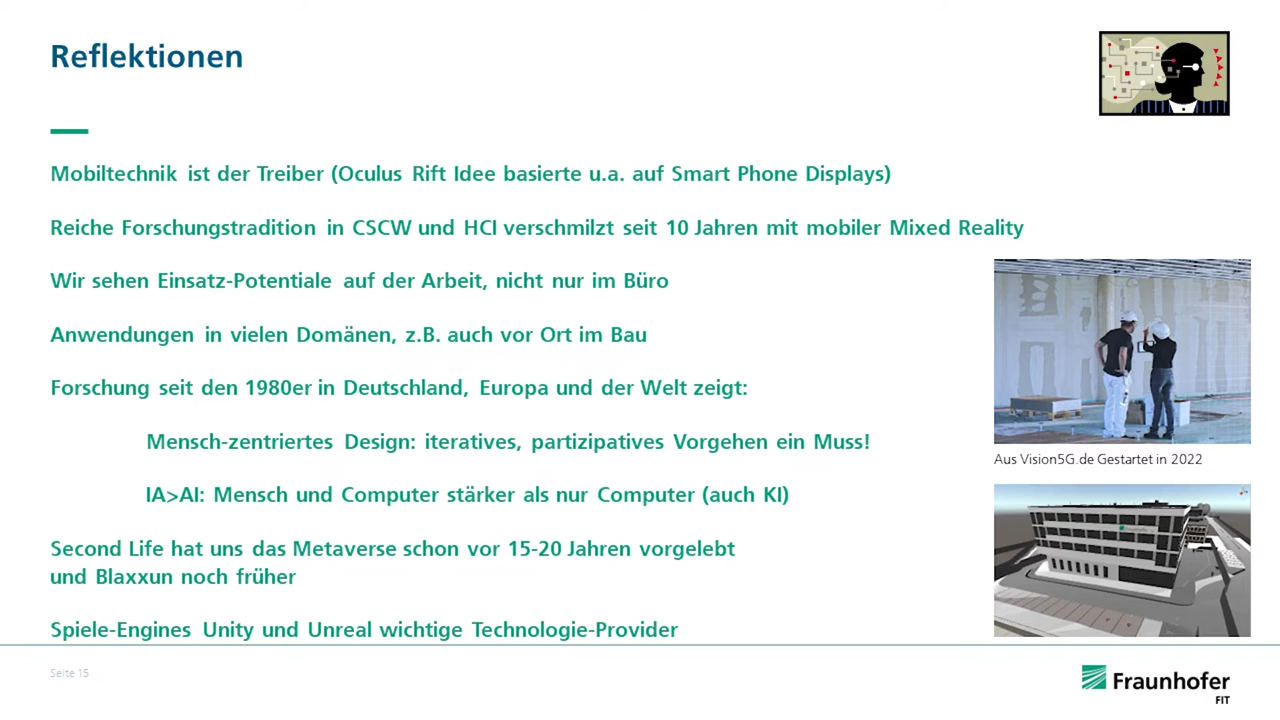 Reflektionen
Mobiltechnik ist der Treiber (Oculus Rift Idee basierte u.a. auf Smart Phone Displays)
Reiche Forschungstradition in CSCW und HCI verschmilzt seit 10 Jahren mit mobiler Mixed Reality
Wir sehen Einsatz-Potentiale auf der Arbeit, nicht nur im Büro
Anwendungen in vielen Domänen, z.B. auch vor Ort im Bau
Forschung seit den 1980er in Deutschland, Europa und der Welt zeigt:
Mensch-zentriertes Design: iteratives, partizipatives Vorgehen ein Muss!
IA>AI: Mensch und Computer stärker als nur Computer (auch KI)
Second Life hat uns das Metaverse schon vor 15-20 Jahren vorgelebt
und Blaxxun noch früher
Spiele-Engines Unity und Unreal wichtige Technologie-Provider
Aus Vision5G.de Gestartet in 2022
Seite 15
Fraunhofer
FIT